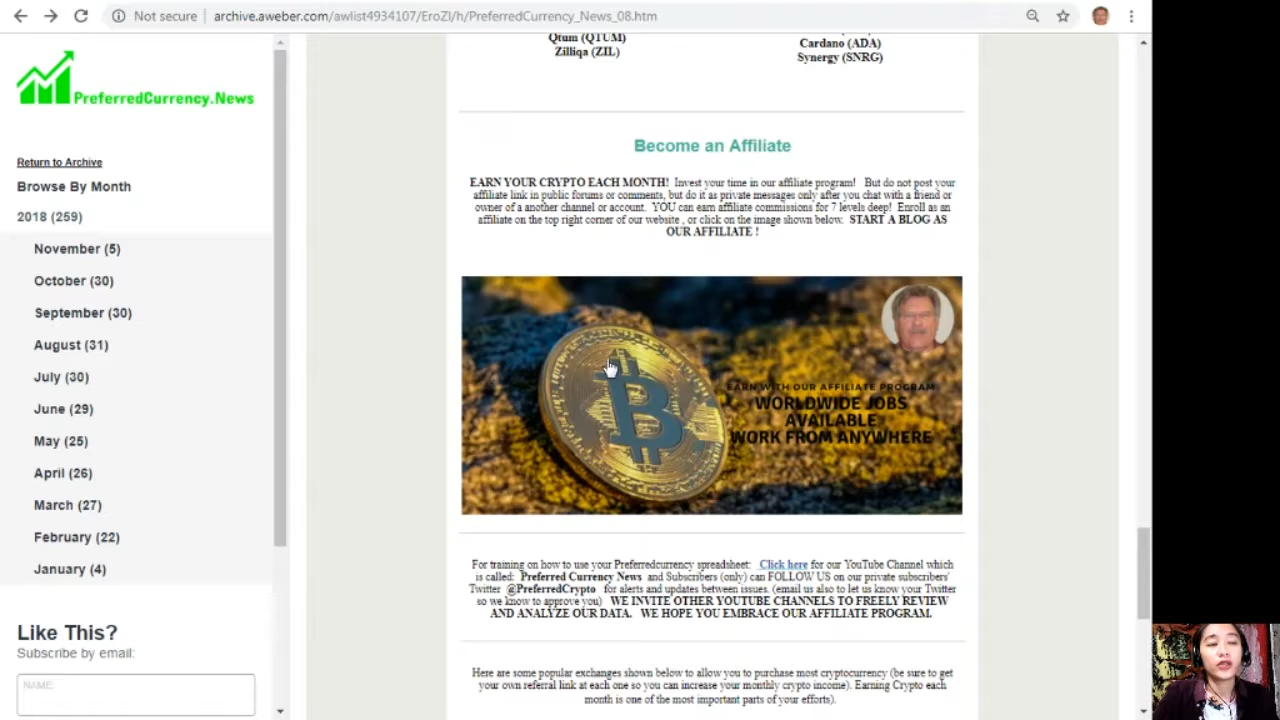 Not secure
archive.aweber.com/awlist4934107/EroZI/h/PreferredCurrency_News_08.htm
PreferredCurrency.News
Return to Archive
Browse By Month
2018 (259)
November (5)
October (30)
September (30)
August (31)
July (30)
June (29)
May (25)
April (26)
March (27)
February (22)
January (4)
Like This?
Subscribe by email:
NAME
Qtum (QTUM)
Zilliqa (ZIL)
Cardano (ADA)
Synergy (SNRG)
Become an Affiliate
EARN YOUR CRYPTO EACH MONTH! Invest your time in our affiliate program! But do not post your
affiliate link in public forums or comments, but do it as private messages only after you chat with a friend or
owner of a another channel or account. YOU can earn affiliate commissions for 7 levels deep! Enroll as an
affiliate on the top right corner of our website , or click on the image shown below. START A BLOG AS
OUR AFFILIATE !
EARN WITH OUR AFFILIATE PROGRAM
WORLDWIDE JOBS
AVAILABLE
WORK FROM ANYWHERE
For training on how to use your Preferredcurrency spreadsheet: Click here for our YouTube Channel which
is called: Preferred Currency News and Subscribers (only) can FOLLOW US on our private subscribers'
Twitter @PreferredCrypto for alerts and updates between issues. (email us also to let us know your Twitter
so we know to approve you) WE INVITE OTHER YOUTUBE CHANNELS TO FREELY REVIEW
AND ANALYZE OUR DATA. WE HOPE YOU EMBRACE OUR AFFILIATE PROGRAM.
Here are some popular exchanges shown below to allow you to purchase most cryptocurrency (be sure to get
your own referral link at each one so you can increase your monthly crypto income). Earning Crypto each
month is one of the most important parts of your efforts).